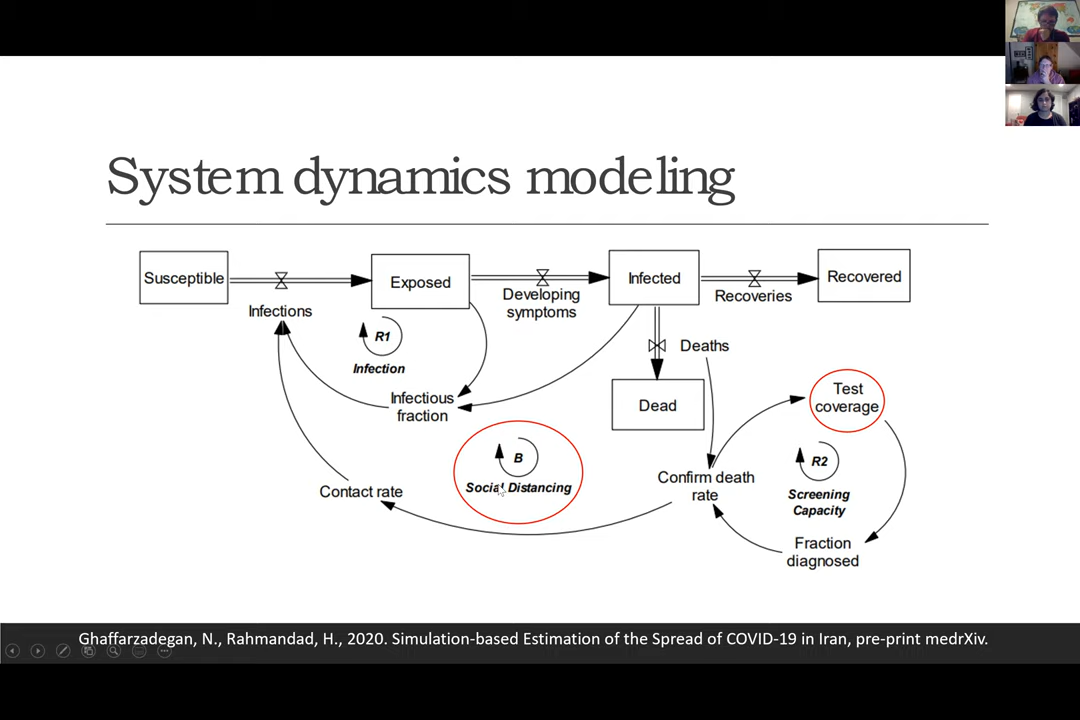 System dynamics modeling
Susceptible
Exposed
Infected
Recovered
Infections
Developing
symptoms
Recoveries
R1
Infection
Deaths
Infectious
fraction
Dead
Test
coverage
B
Social Distancing
R2
Screening
Capacity
Confirm death
rate
Contact rate
Fraction
diagnosed
Ghaffarzadegan, N., Rahmandad, H., 2020. Simulation-based Estimation of the Spread of COVID-19 in Iran, pre-print medrXiv.